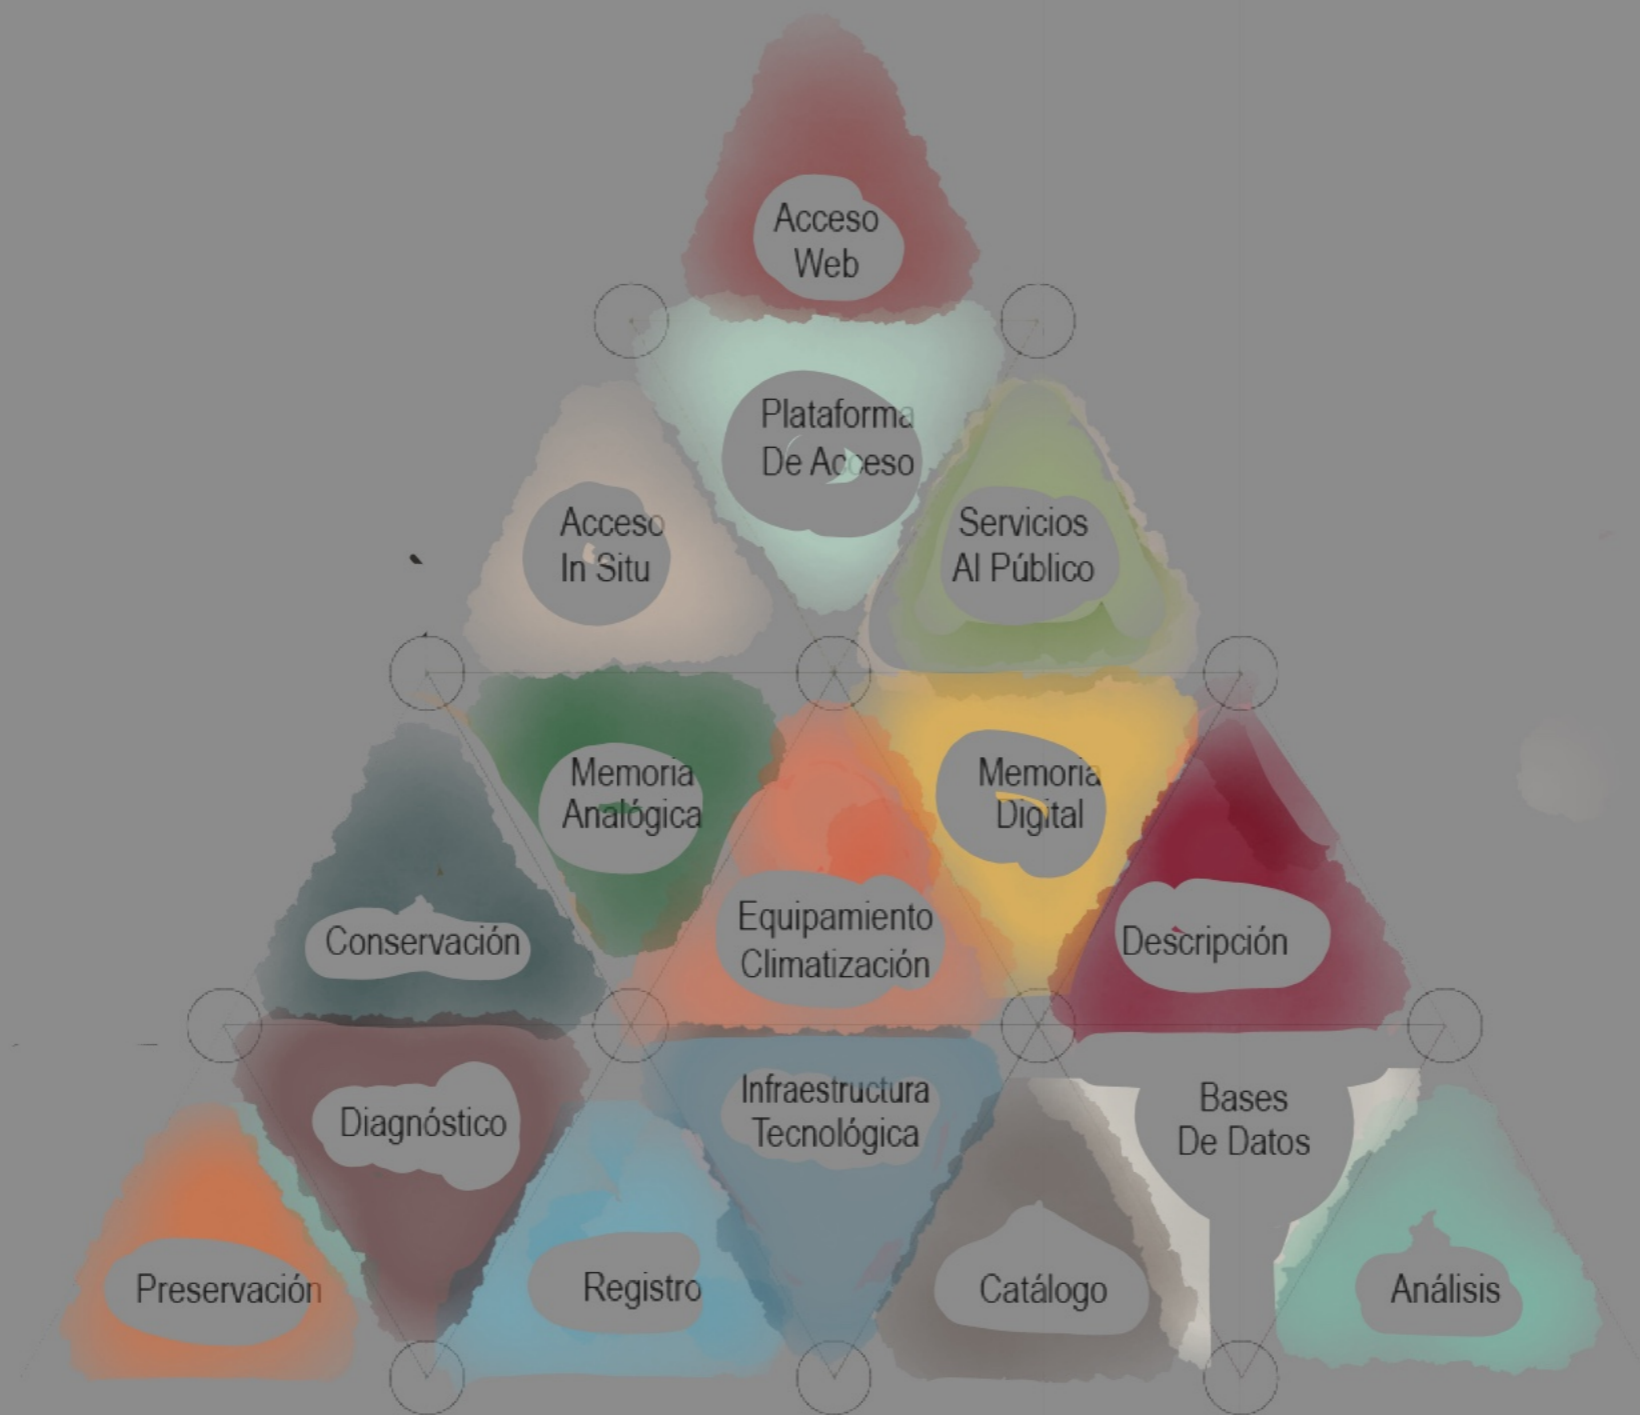 Acceso
Web
Plataforma
De Acceso
Acceso
In Situ
Servicios
Al Público
Memoria
Analógica
Memoria
Digital
Conservación
Equipamiento
Climatización
Descripción
Diagnóstico
Infraestructura
Tecnológica
Bases
De Datos
Preservación
Registro
Catálogo
Análisis